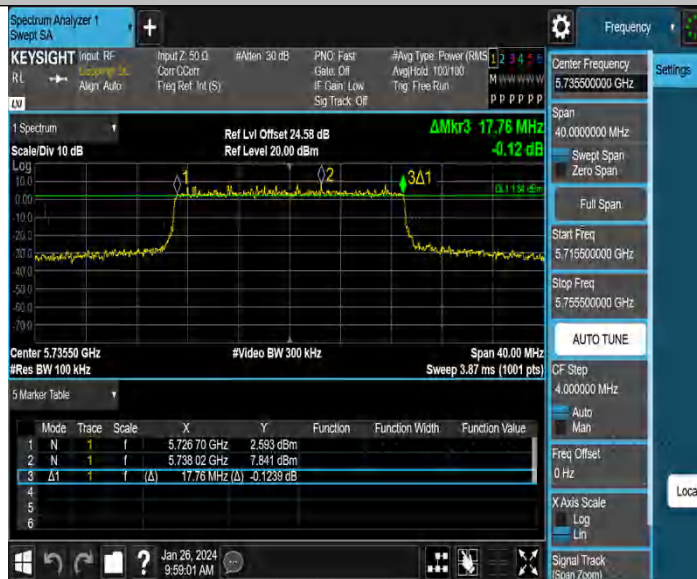 Spectrum Analyzer 1
Swept SA
Frequency
KEYSIGHT
Input: RF
Input Z: 50 Ω
#Atten: 30 dB
PNO: Fast
#Avg Type: Power (RMS
1 2 3 4 5 6
RL
Corr CCorr
Gate: Off
Avg|Hold: 100/100
M W W W W W
Align: Auto
Freq Ref: Int (S)
IF Gain: Low
Trig: Free Run
P P P P P P
LXI
Sig Track: Off
Center Frequency
5.735500000 GHz
Settings
1 Spectrum
Ref Lvl Offset 24.58 dB
ΔMkr3 17.76 MHz
Scale/Div 10 dB
Ref Level 20.00 dBm
-0.12 dB
Log
10.0
0.00
-10.0
-20.0
-30.0
-40.0
-50.0
-60.0
-70.0
1
2
3Δ1
Center 5.73550 GHz
#Video BW 300 kHz
Span 40.00 MHz
#Res BW 100 kHz
Sweep 3.87 ms (1001 pts)
Span
40.0000000 MHz
Swept Span
Zero Span
Full Span
Start Freq
5.715500000 GHz
Stop Freq
5.755500000 GHz
AUTO TUNE
CF Step
4.000000 MHz
Auto
Man
Freq Offset
0 Hz
X Axis Scale
Log
Lin
Signal Track
(Span Zoom)
Loca
5 Marker Table
Mode Trace Scale X Y Function Function Width Function Value
1 N 1 f 5.726 70 GHz 2.593 dBm
2 N 1 f 5.738 02 GHz 7.841 dBm
3 Δ1 1 f (Δ) 17.76 MHz (Δ) -0.1239 dB
4
5
6
?
Jan 26, 2024
9:59:01 AM